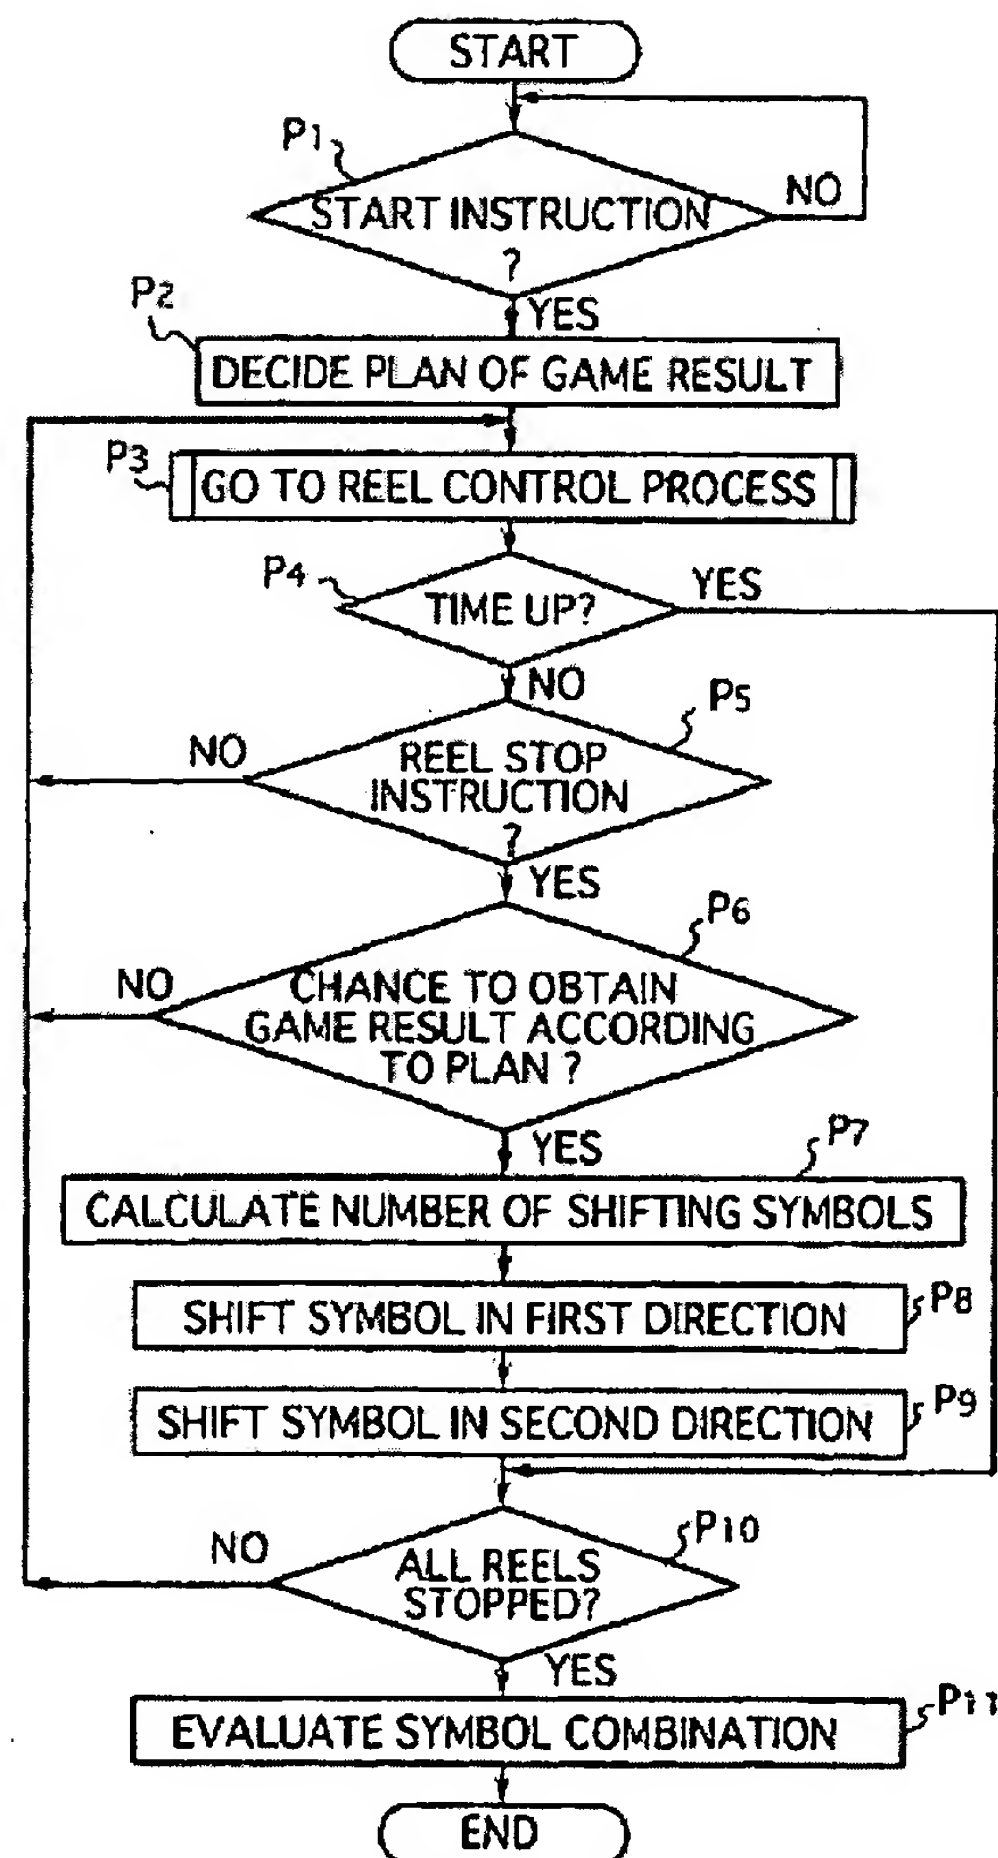 START
P1
NO
START INSTRUCTION
?
P2
YES
DECIDE PLAN OF GAME RESULT
P3
GO TO REEL CONTROL PROCESS
P4
YES
TIME UP?
NO
P5
NO
REEL STOP
INSTRUCTION
?
YES
P6
NO
CHANCE TO OBTAIN
GAME RESULT ACCORDING
TO PLAN ?
YES
P7
CALCULATE NUMBER OF SHIFTING SYMBOLS
SHIFT SYMBOL IN FIRST DIRECTION
P8
SHIFT SYMBOL IN SECOND DIRECTION
P9
P10
NO
ALL REELS
STOPPED?
YES
P11
EVALUATE SYMBOL COMBINATION
END